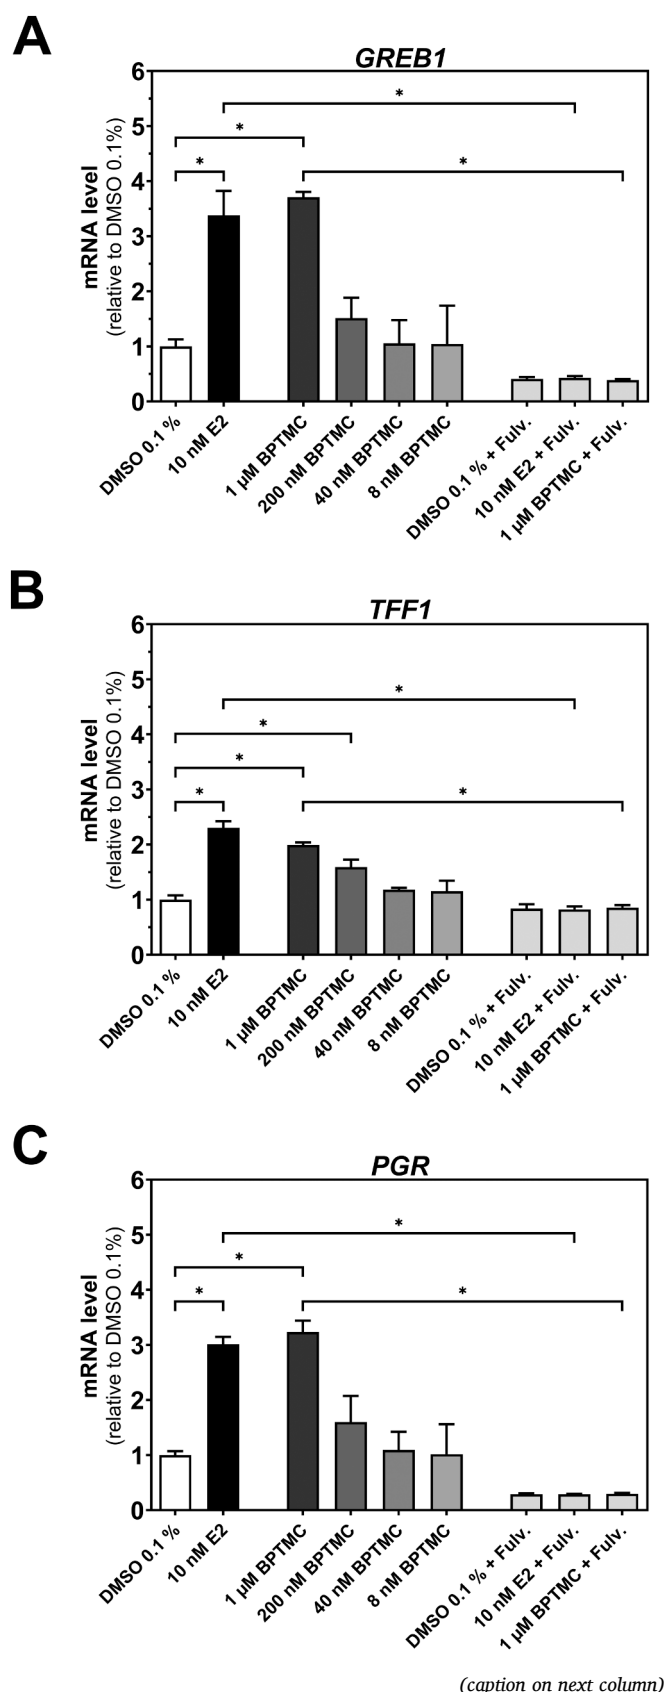 A
GREB1
mRNA level
(relative to DMSO 0.1%)
6
5
4
3
2
1
0
*
*
*
*
DMSO 0.1 %
10 nM E2
1 µM BPTMC
200 nM BPTMC
40 nM BPTMC
8 nM BPTMC
DMSO 0.1 % + Fulv.
10 nM E2 + Fulv.
1 µM BPTMC + Fulv.
B
TFF1
mRNA level
(relative to DMSO 0.1%)
6
5
4
3
2
1
0
*
*
*
*
*
DMSO 0.1 %
10 nM E2
1 µM BPTMC
200 nM BPTMC
40 nM BPTMC
8 nM BPTMC
DMSO 0.1 % + Fulv.
10 nM E2 + Fulv.
1 µM BPTMC + Fulv.
C
PGR
mRNA level
(relative to DMSO 0.1%)
6
5
4
3
2
1
0
*
*
*
*
DMSO 0.1 %
10 nM E2
1 µM BPTMC
200 nM BPTMC
40 nM BPTMC
8 nM BPTMC
DMSO 0.1 % + Fulv.
10 nM E2 + Fulv.
1 µM BPTMC + Fulv.
(caption on next column)